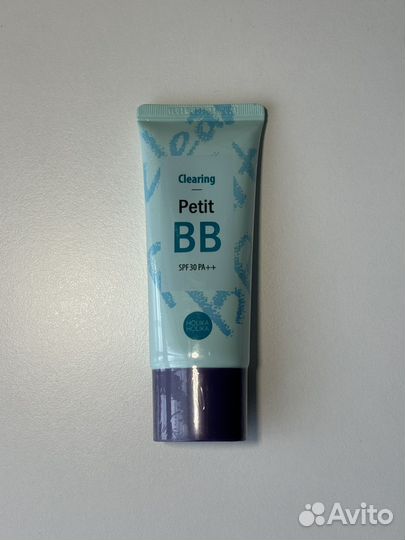 Clearing
Petit
BB
SPF 30 PA++
HOLIKA
HOLIKA
Avito